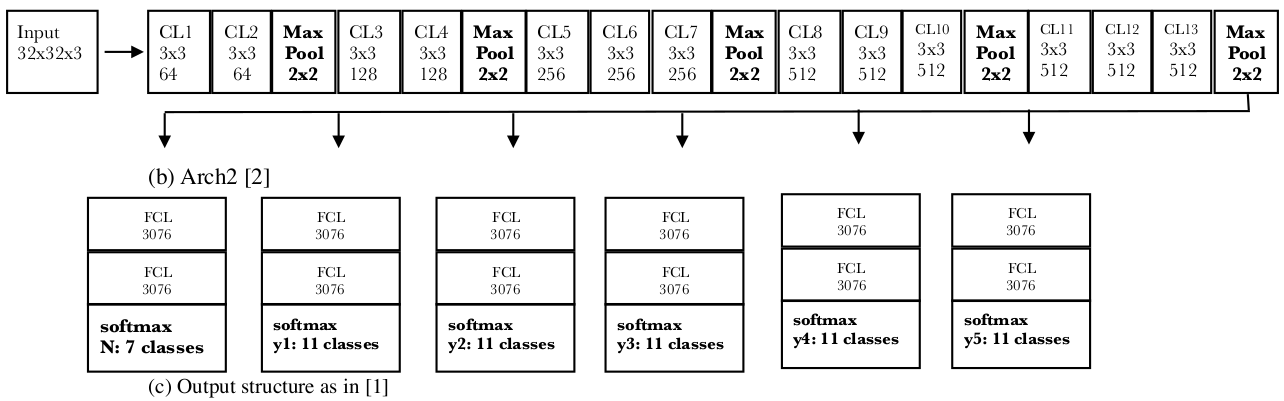 Input
32x32x3
CL1
3x3
64
CL2
3x3
64
Max
Pool
2x2
CL3
3x3
128
CL4
3x3
128
Max
Pool
2x2
CL5
3x3
256
CL6
3x3
256
CL7
3x3
256
Max
Pool
2x2
CL8
3x3
512
CL9
3x3
512
CL10
3x3
512
Max
Pool
2x2
CL11
3x3
512
CL12
3x3
512
CL13
3x3
512
Max
Pool
2x2
(b) Arch2 [2]
FCL
3076
FCL
3076
softmax
N: 7 classes
FCL
3076
FCL
3076
softmax
y1: 11 classes
FCL
3076
FCL
3076
softmax
y2: 11 classes
FCL
3076
FCL
3076
softmax
y3: 11 classes
FCL
3076
FCL
3076
softmax
y4: 11 classes
FCL
3076
FCL
3076
softmax
y5: 11 classes
(c) Output structure as in [1]